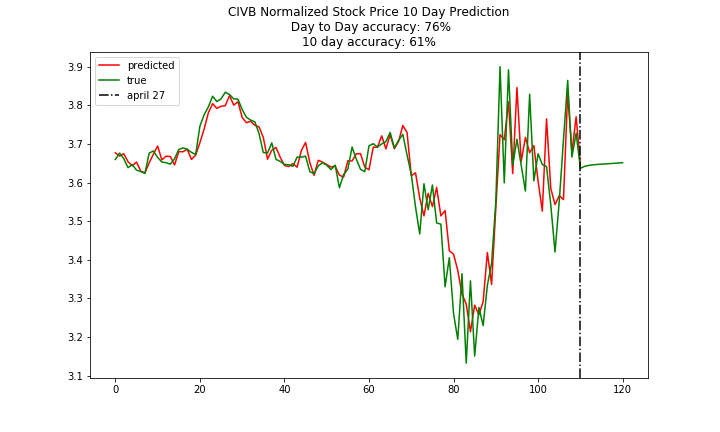 CIVB Normalized Stock Price 10 Day Prediction
Day to Day accuracy: 76%
10 day accuracy: 61%
predicted
true
april 27
3.9
3.8
3.7
3.6
3.5
3.4
3.3
3.2
3.1
0 20 40 60 80 100 120